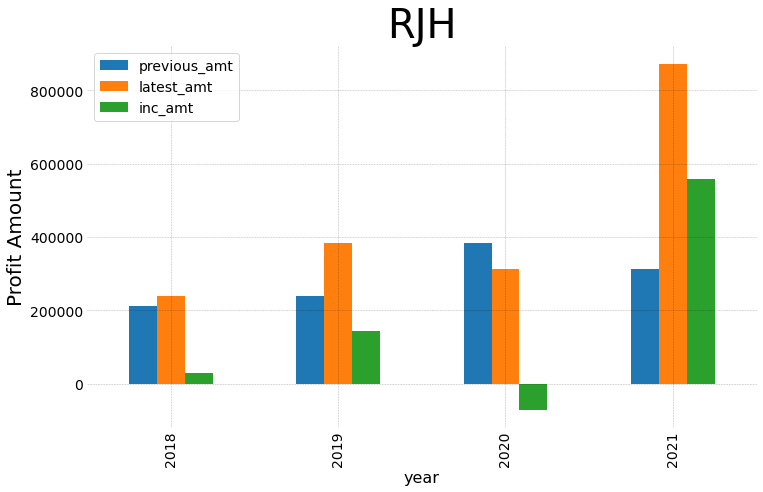 RJH
previous_amt
latest_amt
inc_amt
Profit Amount
800000
600000
400000
200000
0
2018
2019
2020
2021
year